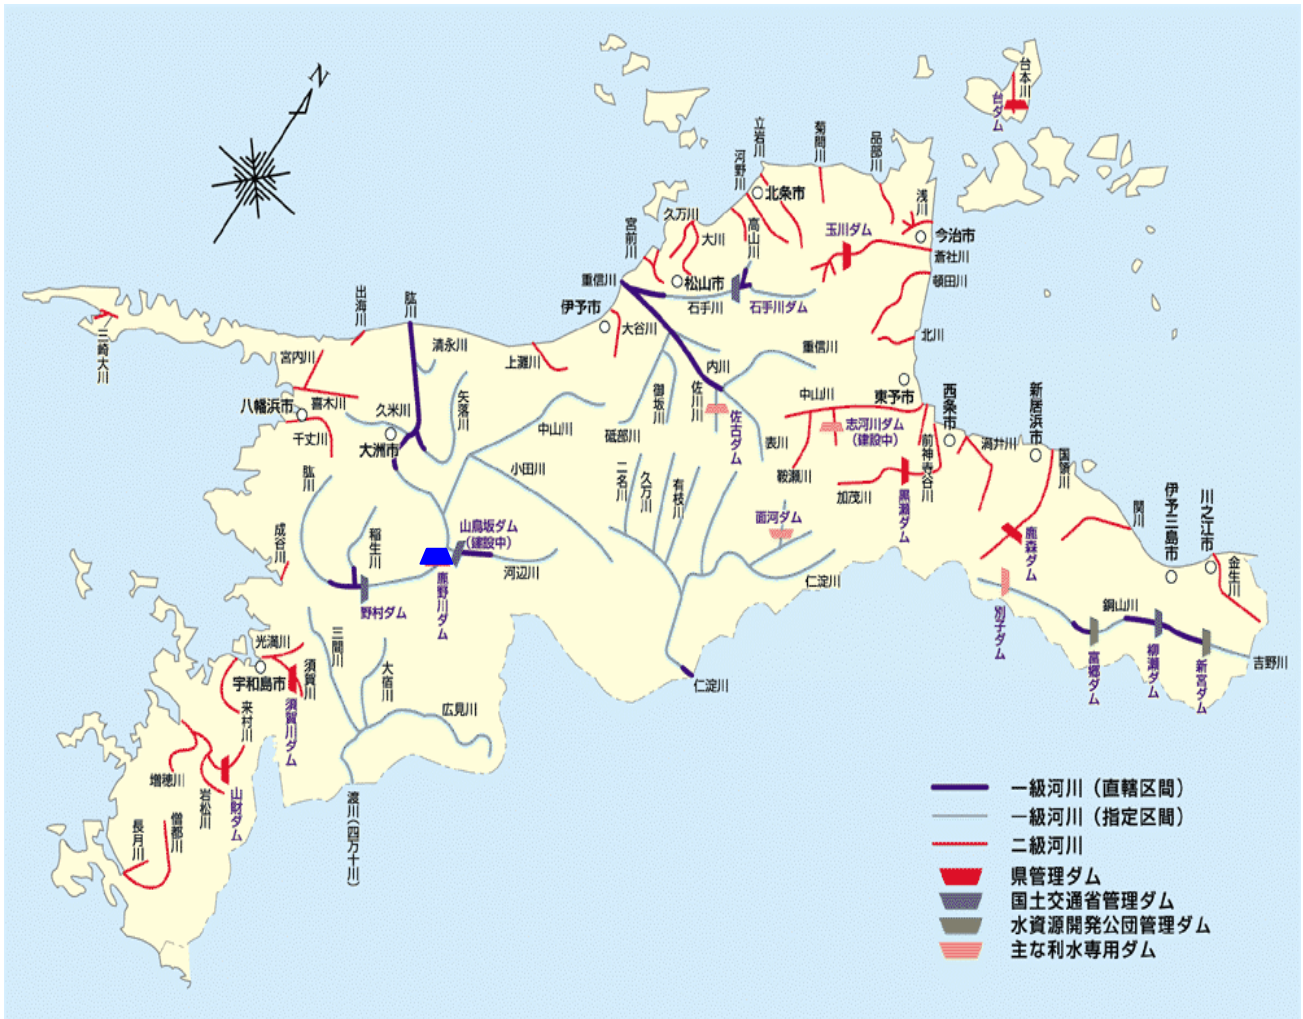 N
台本川
台ダム
立岩川
菊間川
品部川
河野川
北条市
浅川
久万川
宮前川
大川
高山川
玉川ダム
今治市
蒼社川
重信川
松山市
石手川
石手川ダム
頓田川
出海川
肱川
伊予市
大谷川
北川
三崎大川
宮内川
清永川
上灘川
内川
重信川
御坂川
佐川川
中山川
東予市
西条市
新居浜市
八幡浜市
喜木川
久米川
矢落川
千丈川
大洲市
中山川
砥部川
佐古ダム
表川
志河川ダム
(建設中)
前神寺谷川
渦井川
国領川
肱川
小田川
二名川
久万川
有枝川
鞍瀬川
加茂川
黒瀬ダム
関川
伊予三島市
川之江市
成谷川
稲生川
山鳥坂ダム
(建設中)
面河ダム
鹿森ダム
金生川
野村ダム
鹿野川ダム
河辺川
仁淀川
別子ダム
銅山川
富郷ダム
柳瀬ダム
新宮ダム
吉野川
光満川
三間川
宇和島市
須賀川
須賀川ダム
大宿川
来村川
広見川
仁淀川
増穂川
岩松川
山財ダム
長月川
僧都川
渡川(四万十川)
一級河川（直轄区間）
一級河川（指定区間）
二級河川
県管理ダム
国土交通省管理ダム
水資源開発公団管理ダム
主な利水専用ダム